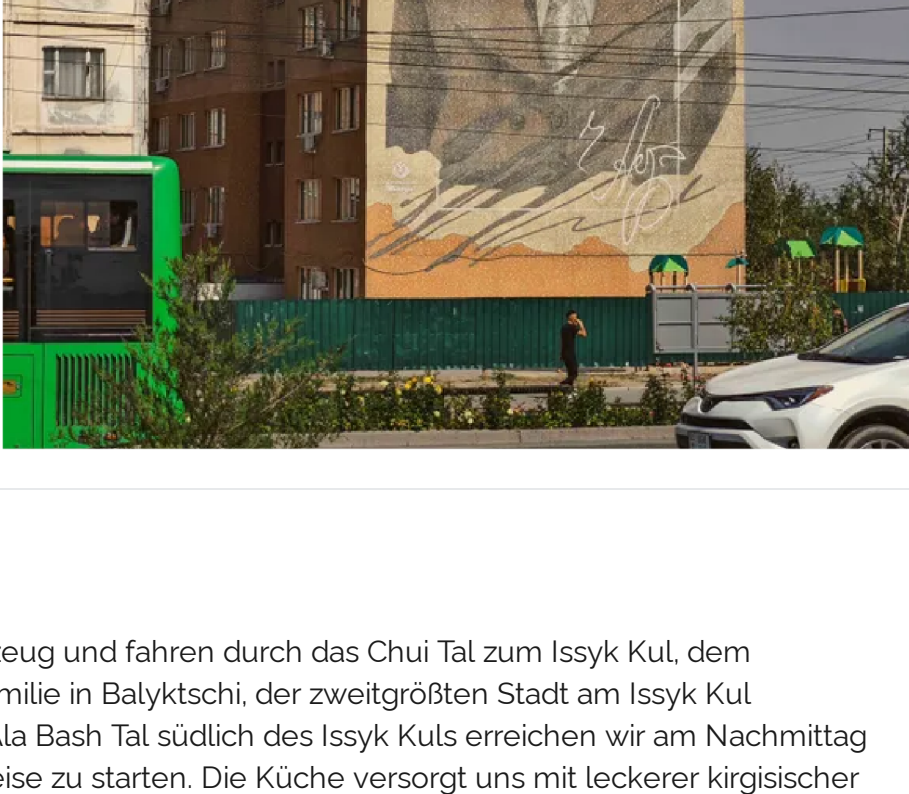 zeug und fahren durch das Chui Tal zum Issyk Kul, dem
milie in Balyktschi, der zweitgrößten Stadt am Issyk Kul
Ala Bash Tal südlich des Issyk Kuls erreichen wir am Nachmittag
eise zu starten. Die Küche versorgt uns mit leckerer kirgisischer